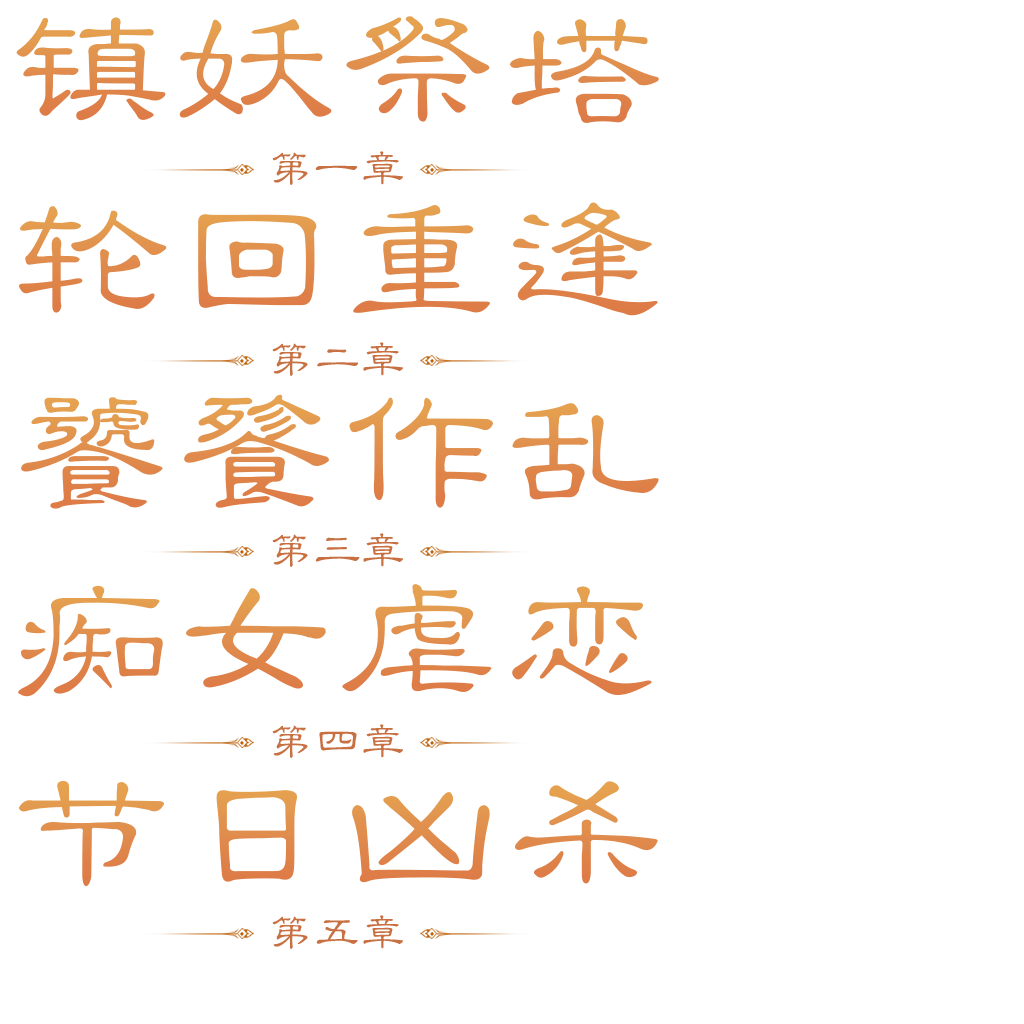 镇妖祭塔
第一章
轮回重逢
第二章
饕餮作乱
第三章
痴女虐恋
第四章
节日凶杀
第五章